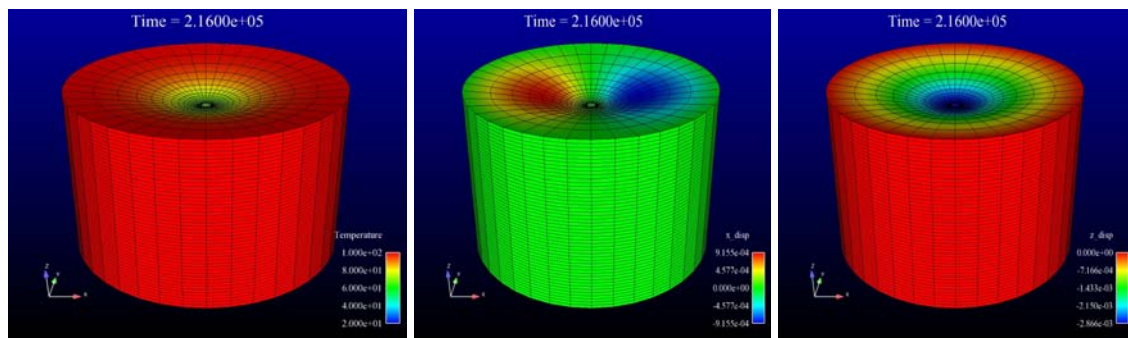 Time = 2.1600e+05
Temperature
1.000e+02
8.000e+01
6.000e+01
4.000e+01
2.000e+01
z
y
x
Time = 2.1600e+05
x_disp
9.155e-04
4.577e-04
0.000e+00
-4.577e-04
-9.155e-04
z
y
x
Time = 2.1600e+05
z_disp
0.000e+00
-7.166e-04
-1.433e-03
-2.150e-03
-2.866e-03
z
y
x